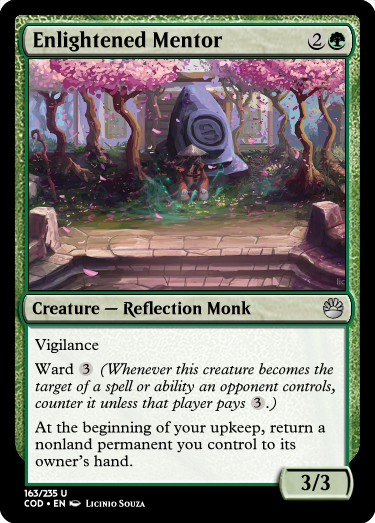 Enlightened Mentor 2
Creature — Reflection Monk
Vigilance
Ward 3 (Whenever this creature becomes the
target of a spell or ability an opponent controls,
counter it unless that player pays 3.)
At the beginning of your upkeep, return a
nonland permanent you control to its
owner's hand.
3/3
163/235 U
COD • EN Licinio Souza